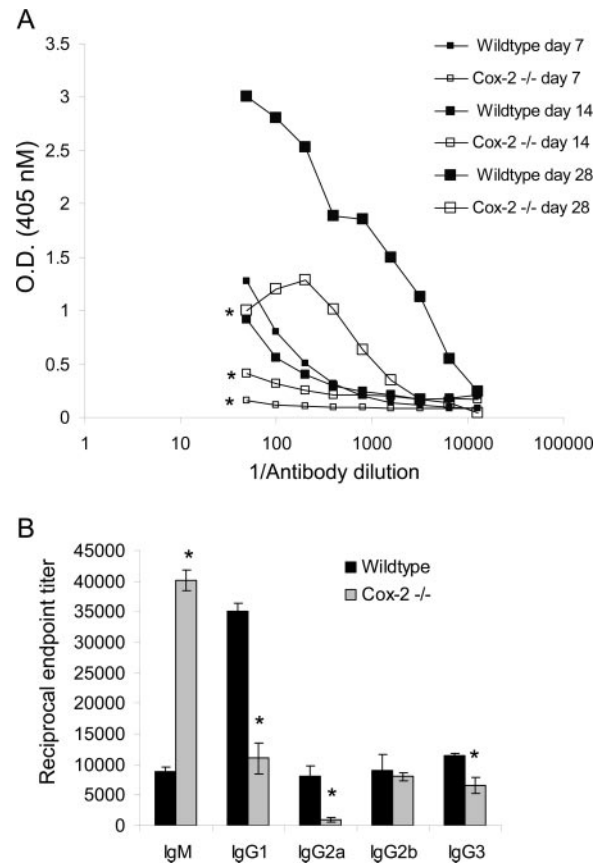 A
Wildtype day 7
Cox-2 -/- day 7
Wildtype day 14
Cox-2 -/- day 14
Wildtype day 28
Cox-2 -/- day 28
O.D. (405 nM)
3.5
3
2.5
2
1.5
1
0.5
0
*
*
*
1 10 100 1000 10000 100000
1/Antibody dilution
B
Reciprocal endpoint titer
45000
40000
35000
30000
25000
20000
15000
10000
5000
0
Wildtype
Cox-2 -/-
*
*
*
*
IgM IgG1 IgG2a IgG2b IgG3